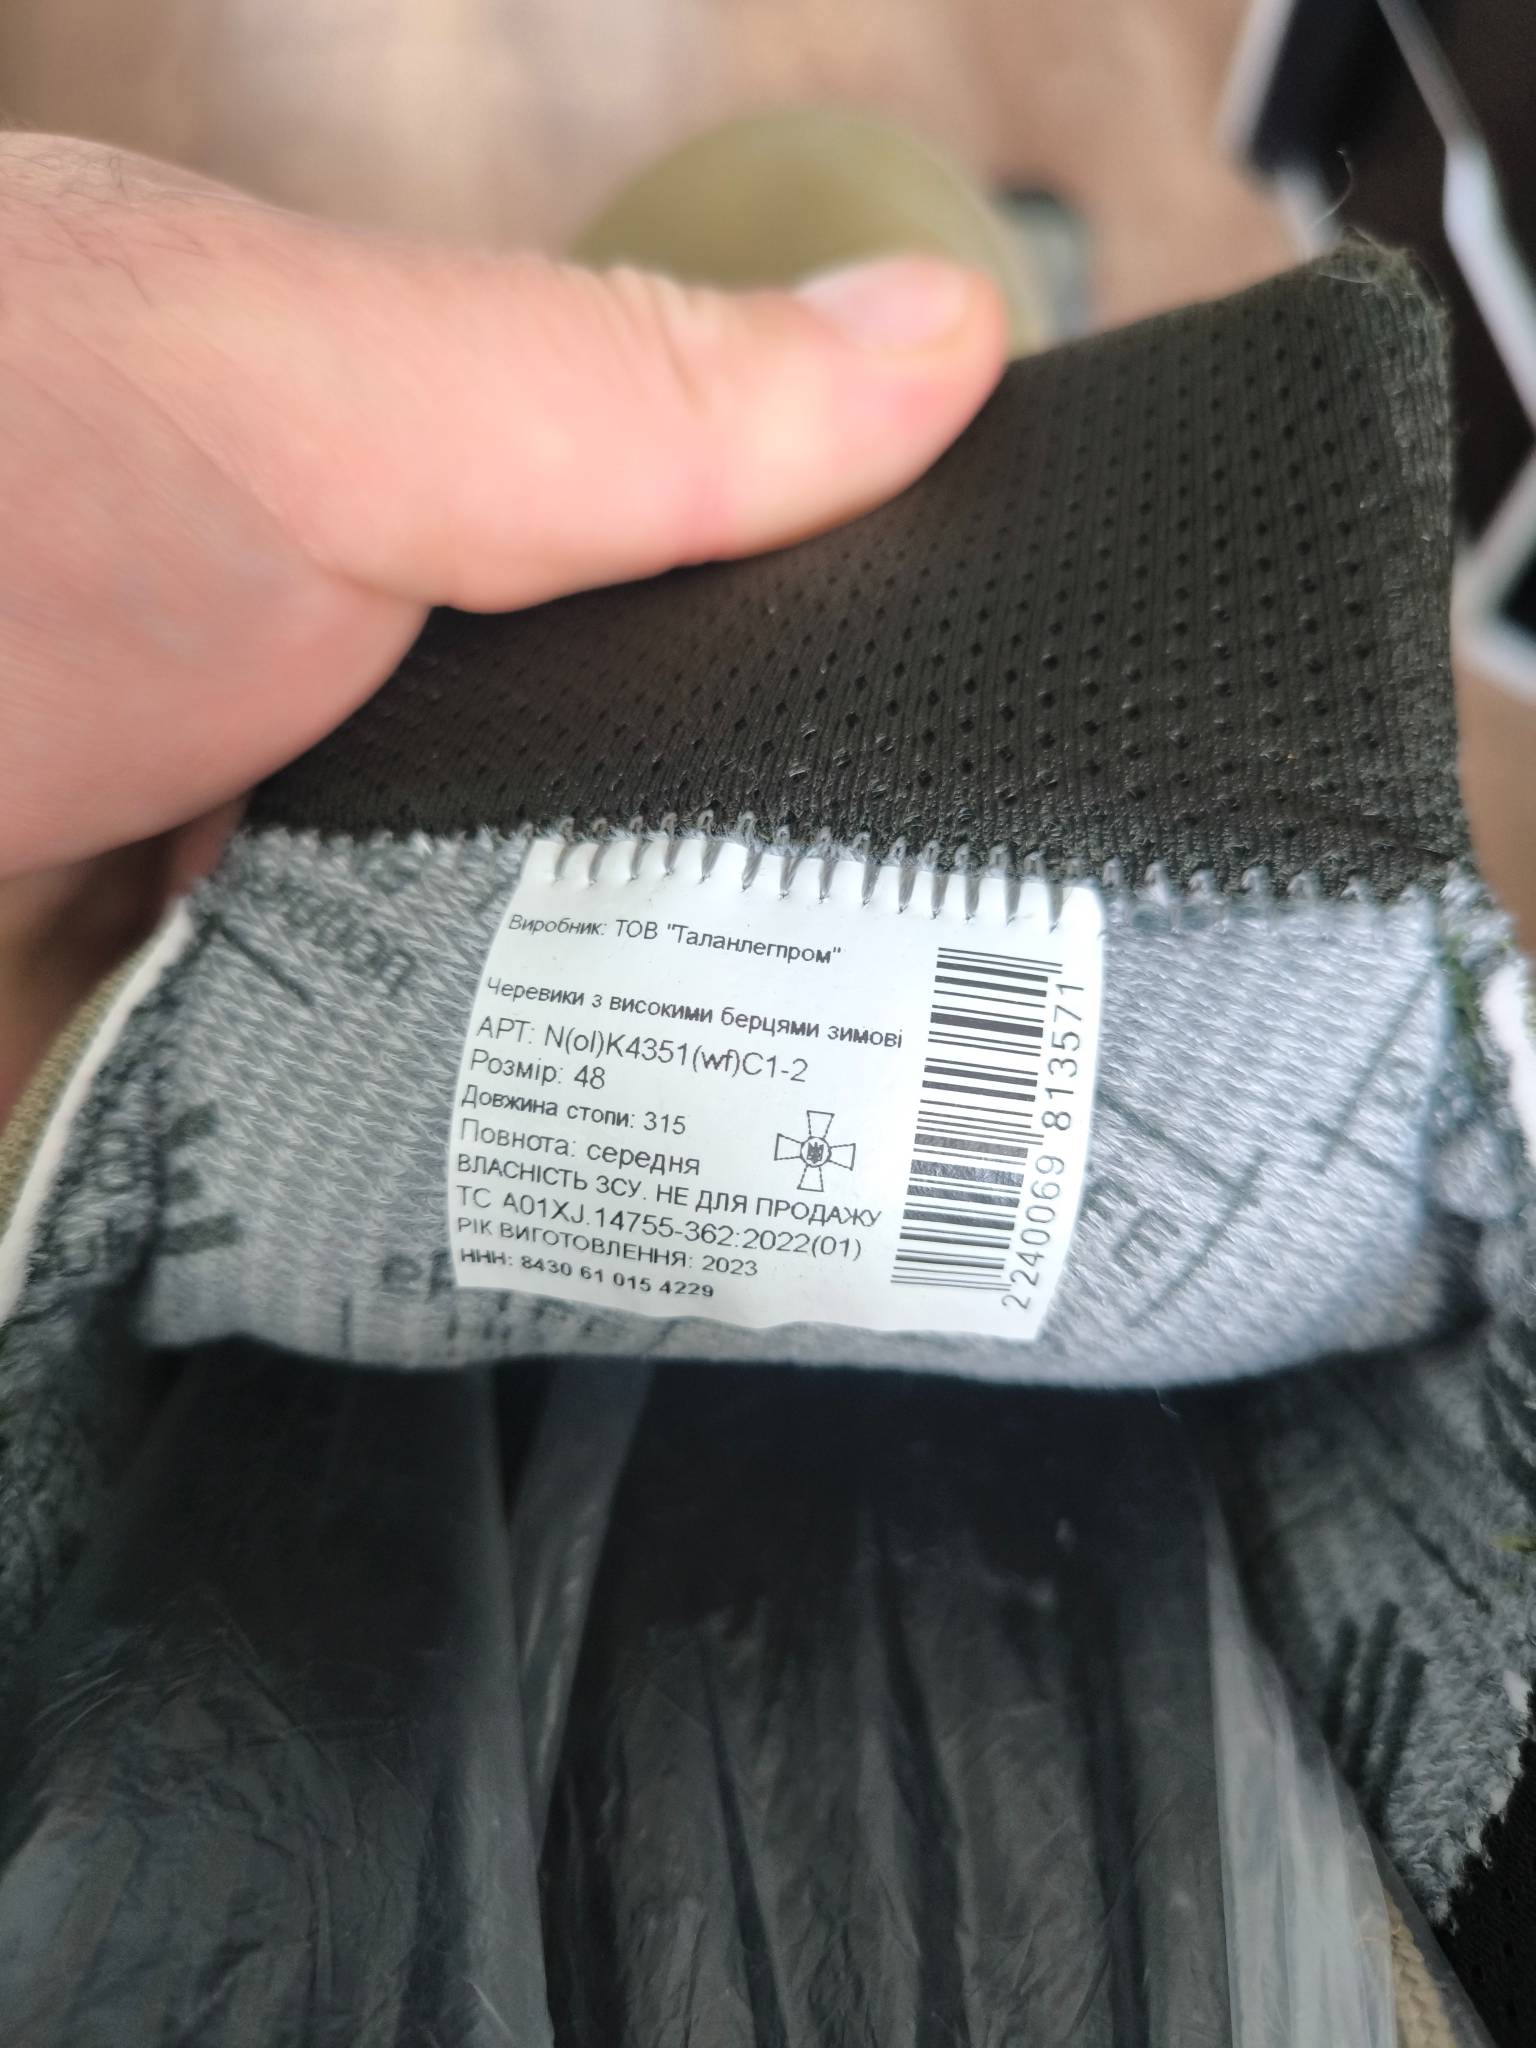 Виробник: ТОВ "Таланлегпром"
Черевики з високими берцями зимові
АРТ: N(ol)K4351(wf)C1-2
Розмір: 48
Довжина стопи: 315
Повнота: середня
ВЛАСНІСТЬ ЗСУ. НЕ ДЛЯ ПРОДАЖУ
ТС А01XJ.14755-362:2022(01)
РІК ВИГОТОВЛЕННЯ: 2023
ННН: 8430 61 015 4229
2240069 813571